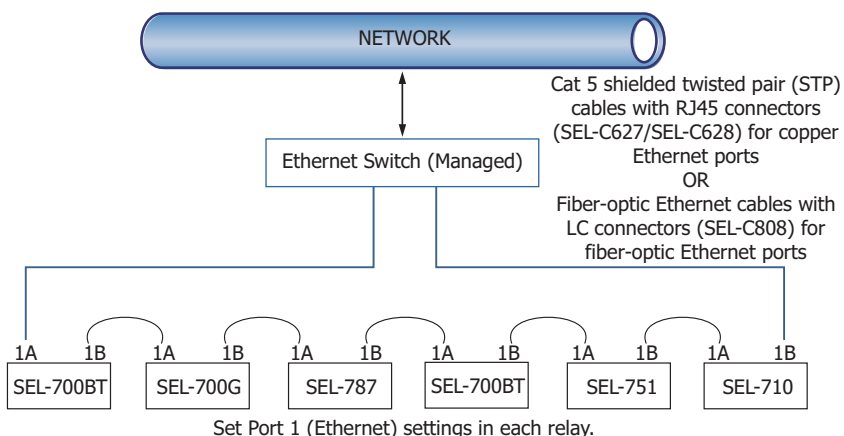 NETWORK
Cat 5 shielded twisted pair (STP)
cables with RJ45 connectors
(SEL-C627/SEL-C628) for copper
Ethernet ports
OR
Fiber-optic Ethernet cables with
LC connectors (SEL-C808) for
fiber-optic Ethernet ports
Ethernet Switch (Managed)
1A 1B 1A 1B 1A 1B 1A 1B 1A 1B 1A 1B
SEL-700BT SEL-700G SEL-787 SEL-700BT SEL-751 SEL-710
Set Port 1 (Ethernet) settings in each relay.